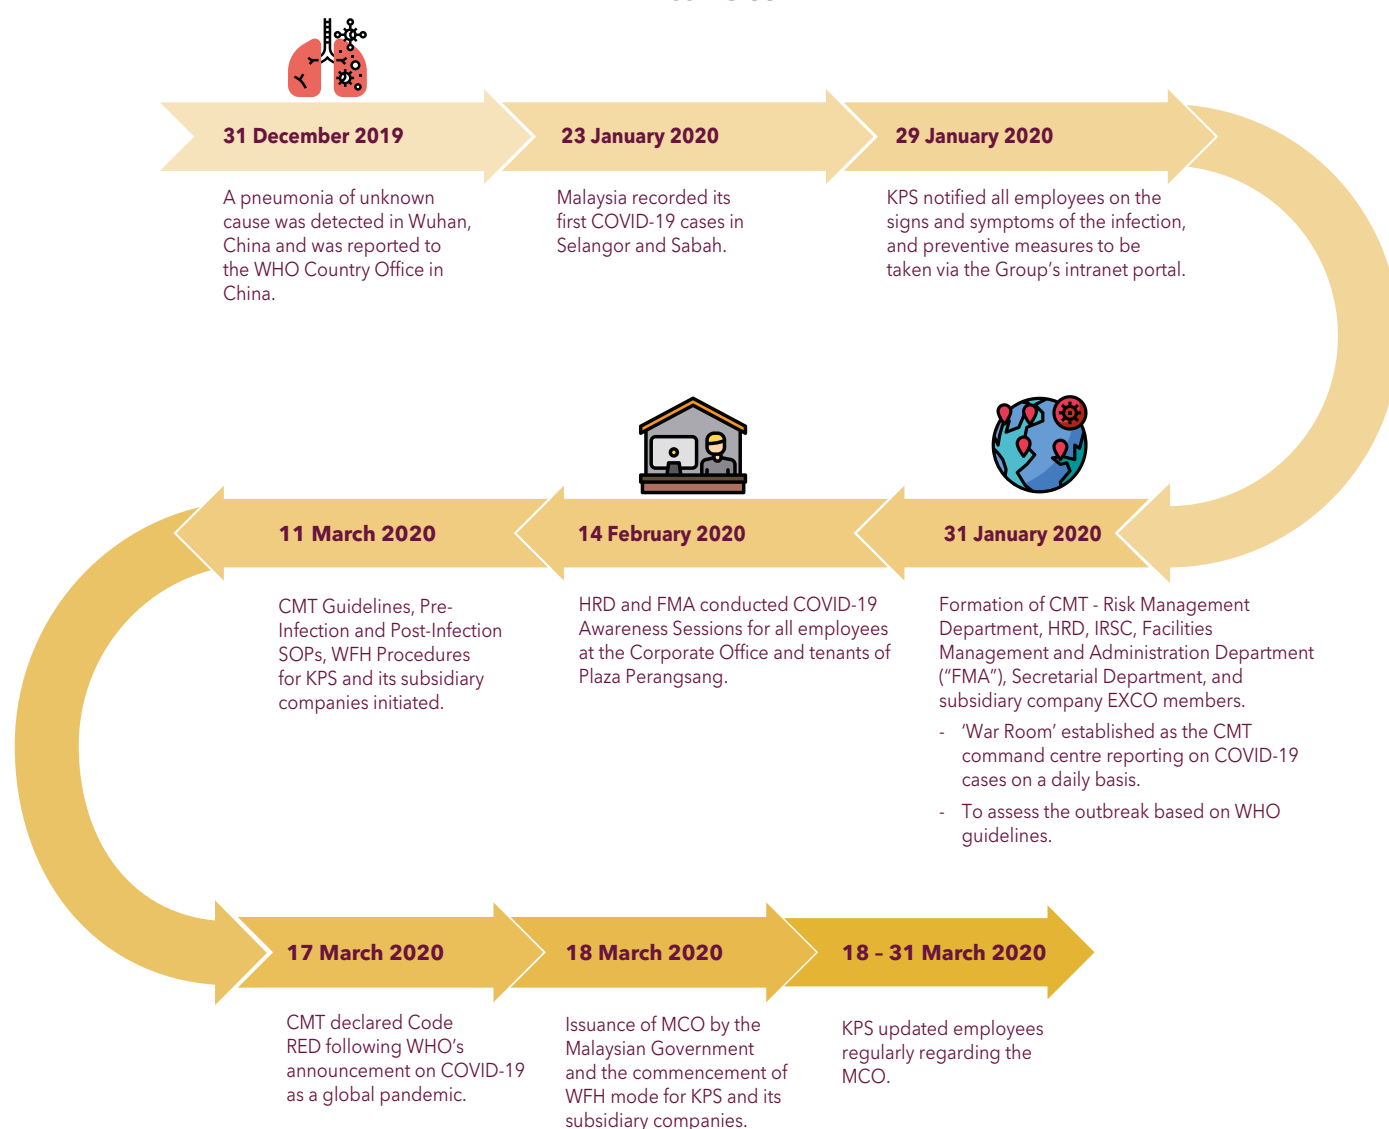 31 December 2019
A pneumonia of unknown
cause was detected in Wuhan,
China and was reported to
the WHO Country Office in
China.
23 January 2020
Malaysia recorded its
first COVID-19 cases in
Selangor and Sabah.
29 January 2020
KPS notified all employees on the
signs and symptoms of the infection,
and preventive measures to be
taken via the Group's intranet portal.
31 January 2020
Formation of CMT - Risk Management
Department, HRD, IRSC, Facilities
Management and Administration Department
("FMA"), Secretarial Department, and
subsidiary company EXCO members.
- 'War Room' established as the CMT
command centre reporting on COVID-19
cases on a daily basis.
- To assess the outbreak based on WHO
guidelines.
14 February 2020
HRD and FMA conducted COVID-19
Awareness Sessions for all employees
at the Corporate Office and tenants of
Plaza Perangsang.
11 March 2020
CMT Guidelines, Pre-
Infection and Post-Infection
SOPs, WFH Procedures
for KPS and its subsidiary
companies initiated.
17 March 2020
CMT declared Code
RED following WHO's
announcement on COVID-19
as a global pandemic.
18 March 2020
Issuance of MCO by the
Malaysian Government
and the commencement of
WFH mode for KPS and its
subsidiary companies.
18 – 31 March 2020
KPS updated employees
regularly regarding the
MCO.